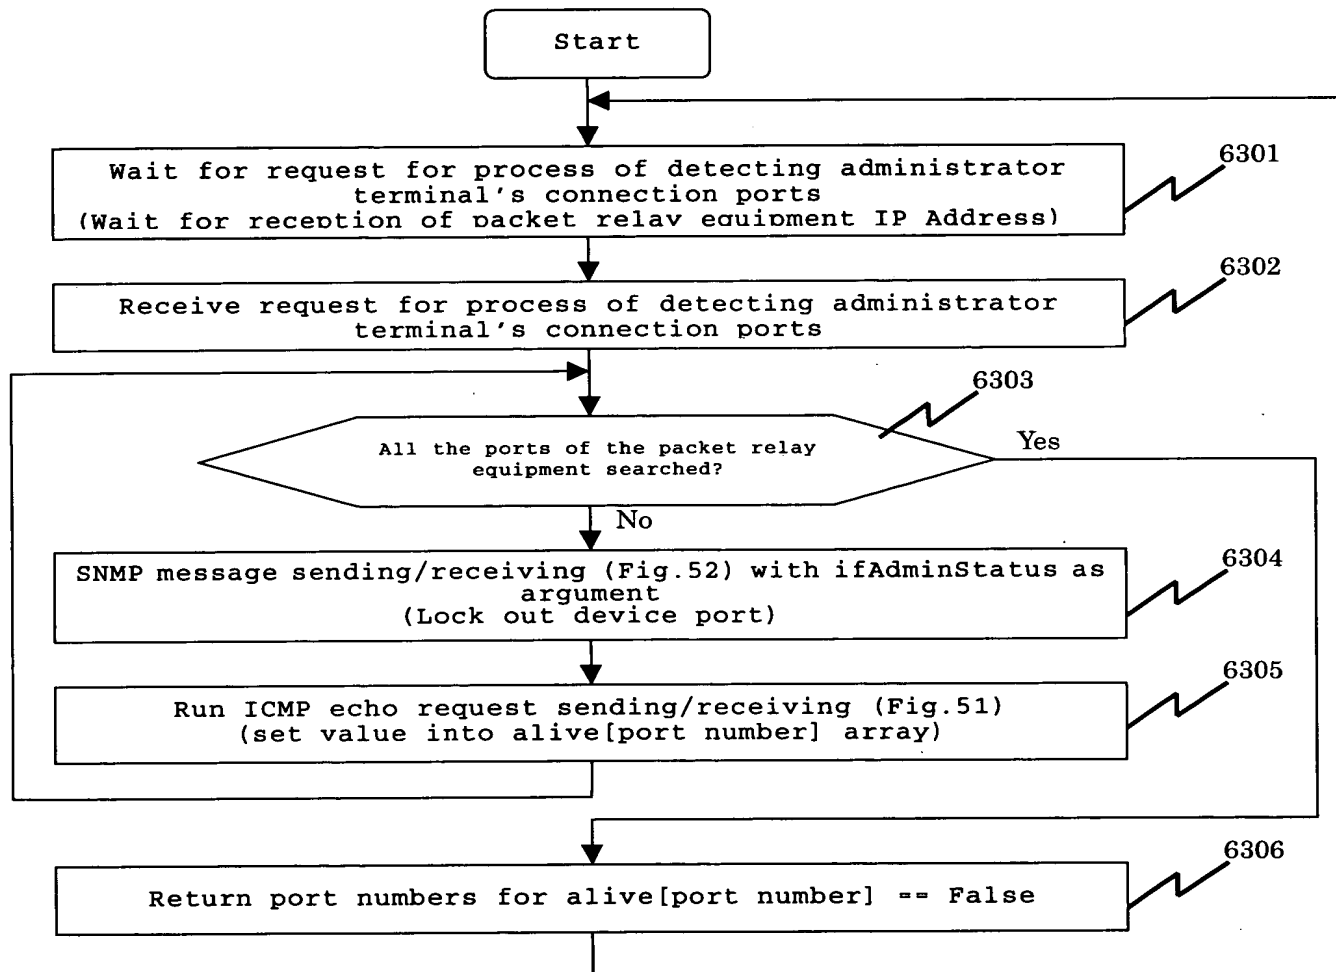 Start
Wait for request for process of detecting administrator
terminal's connection ports
(Wait for reception of packet relay equipment IP Address)
6301
Receive request for process of detecting administrator
terminal's connection ports
6302
6303
All the ports of the packet relay
equipment searched?
Yes
No
SNMP message sending/receiving (Fig.52) with ifAdminStatus as
argument
(Lock out device port)
6304
Run ICMP echo request sending/receiving (Fig.51)
(set value into alive[port number] array)
6305
Return port numbers for alive[port number] == False
6306